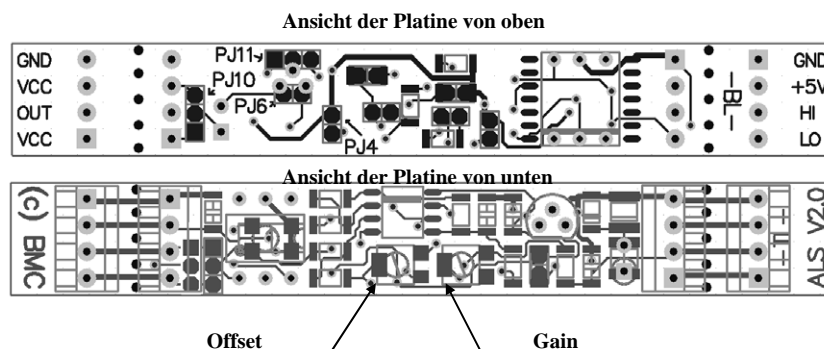 Ansicht der Platine von oben
GND
VCC
OUT
VCC
PJ11
PJ10
PJ6
PJ4
-BL-
GND
+5V
HI
LO
Ansicht der Platine von unten
(c) BMC
ALS V2.0
Offset
Gain